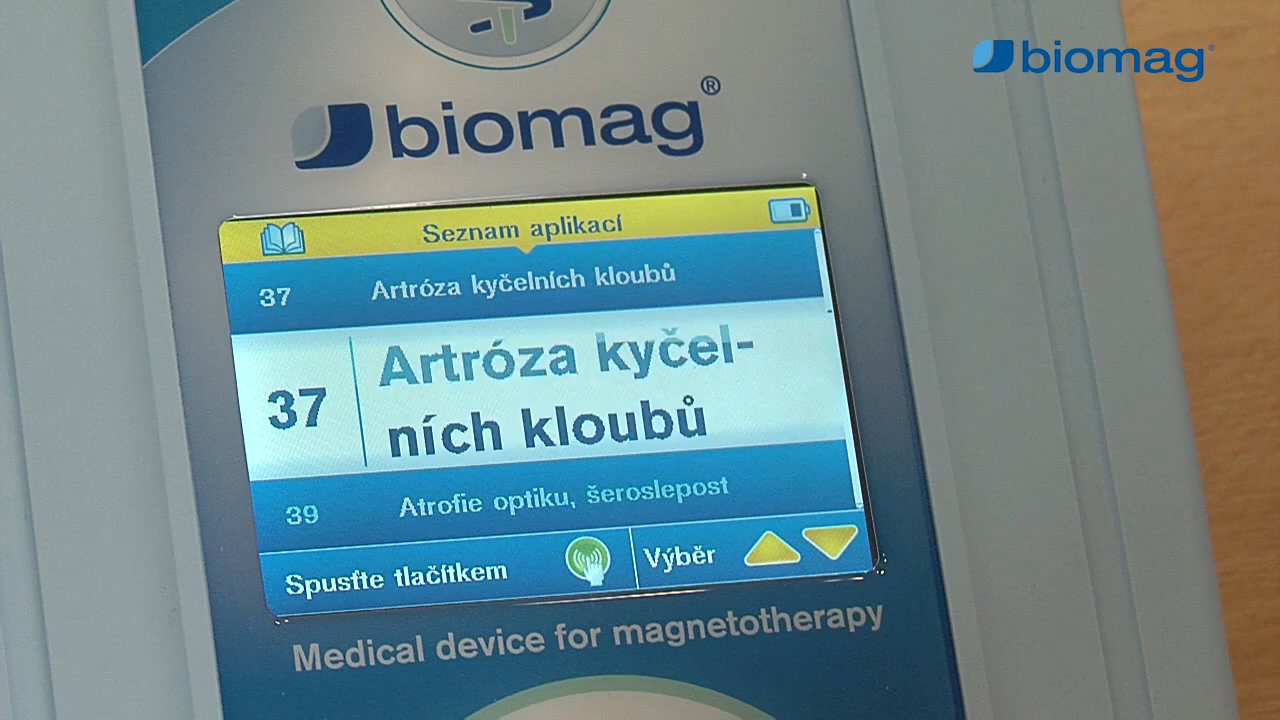 biomag
biomag®
Seznam aplikací
37 Artróza kyčelních kloubů
37 Artróza kyčel-
ních kloubů
39 Atrofie optiku, šeroslepost
Spusťte tlačítkem Výběr
Medical device for magnetotherapy